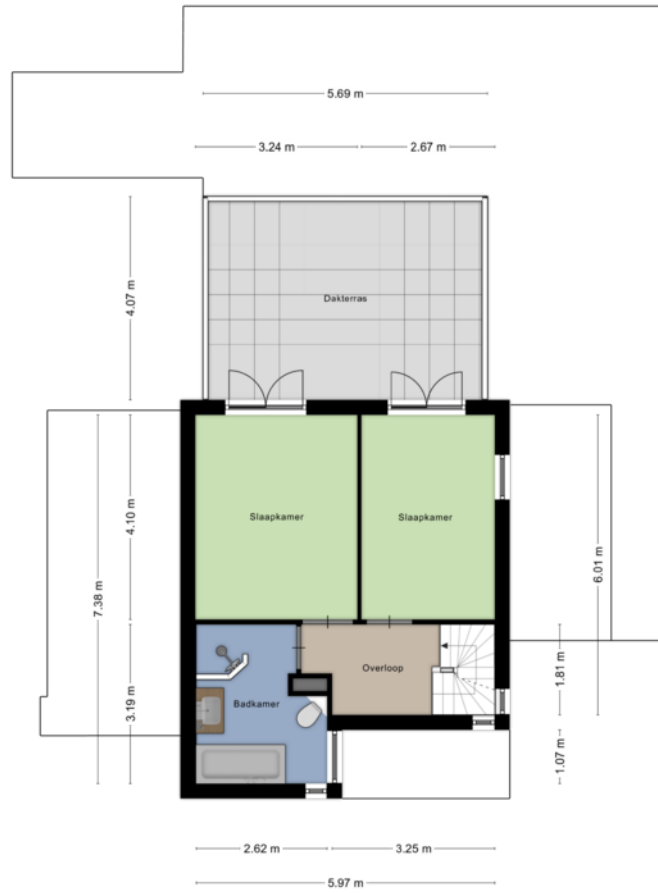 5.69 m
3.24 m
2.67 m
4.07 m
Dakterras
4.10 m
7.38 m
Slaapkamer
Slaapkamer
6.01 m
3.19 m
Badkamer
Overloop
1.81 m
1.07 m
2.62 m
3.25 m
5.97 m